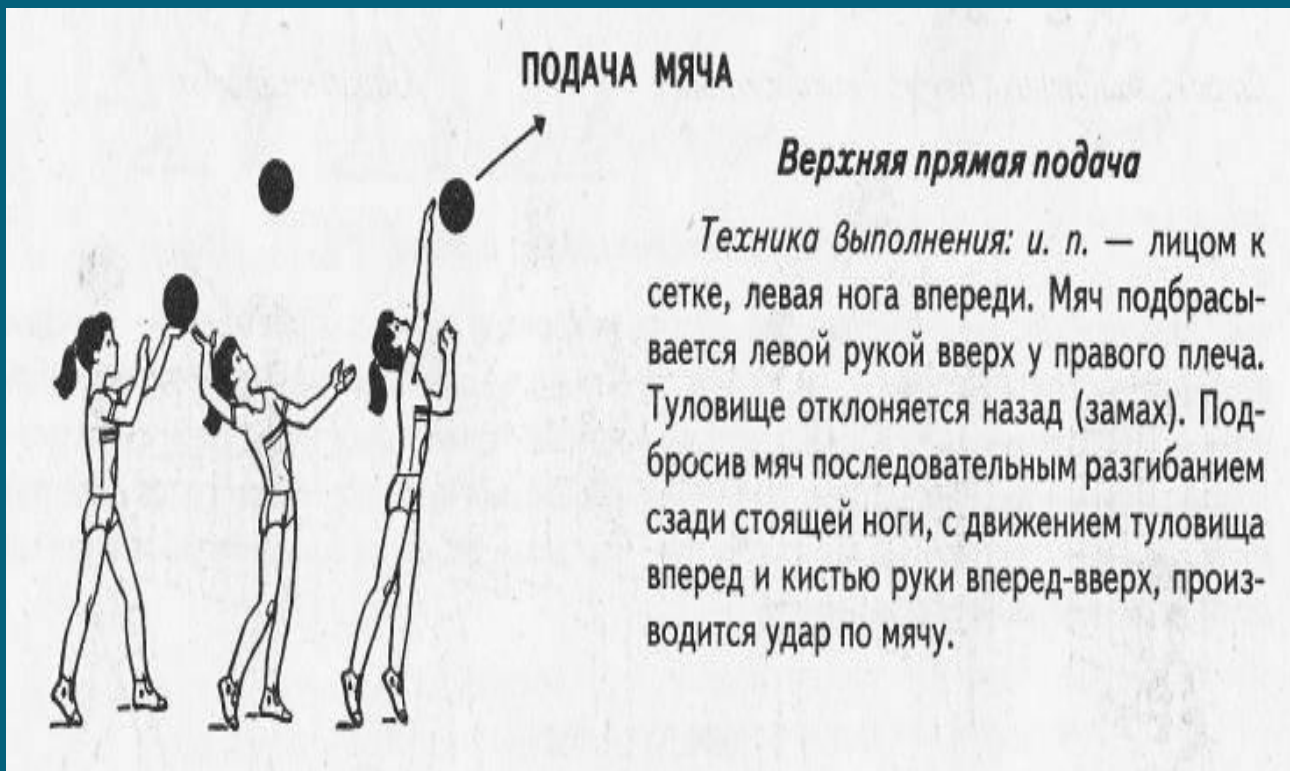 ПОДАЧА МЯЧА
Верхняя прямая подача
Техника выполнения: и. п. — лицом к
сетке, левая нога впереди. Мяч подбрасы-
вается левой рукой вверх у правого плеча.
Туловище отклоняется назад (замах). Под-
бросив мяч последовательным разгибанием
сзади стоящей ноги, с движением туловища
вперед и кистью руки вперед-вверх, произ-
водится удар по мячу.